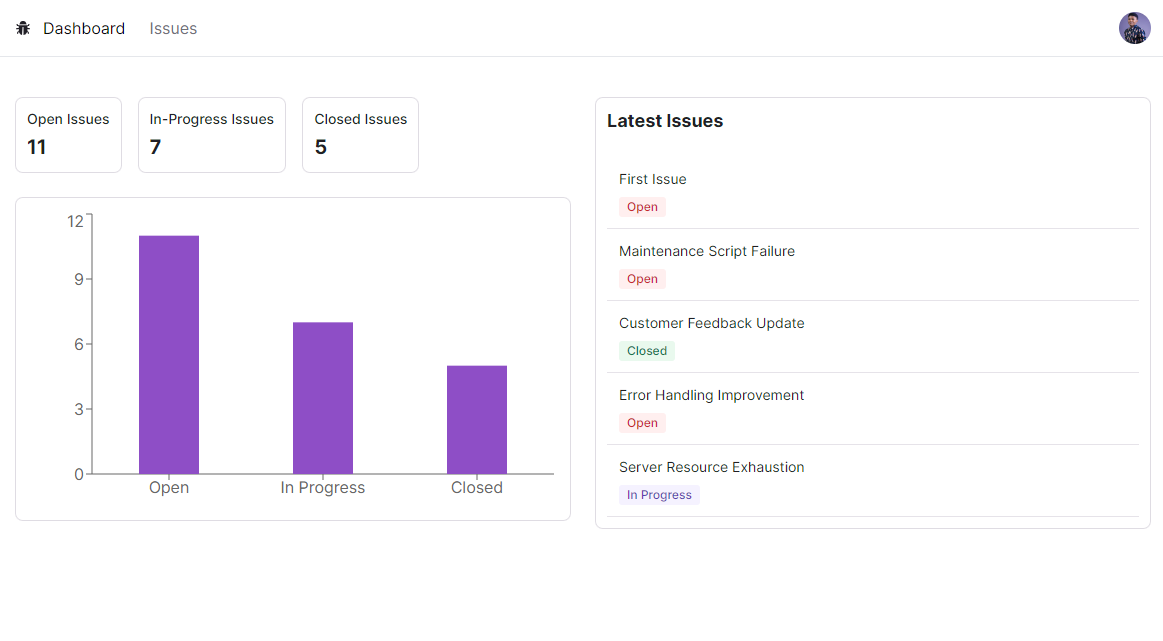 Dashboard Issues
Open Issues
11
In-Progress Issues
7
Closed Issues
5
12
9
6
3
0
Open In Progress Closed
Latest Issues
First Issue
Open
Maintenance Script Failure
Open
Customer Feedback Update
Closed
Error Handling Improvement
Open
Server Resource Exhaustion
In Progress